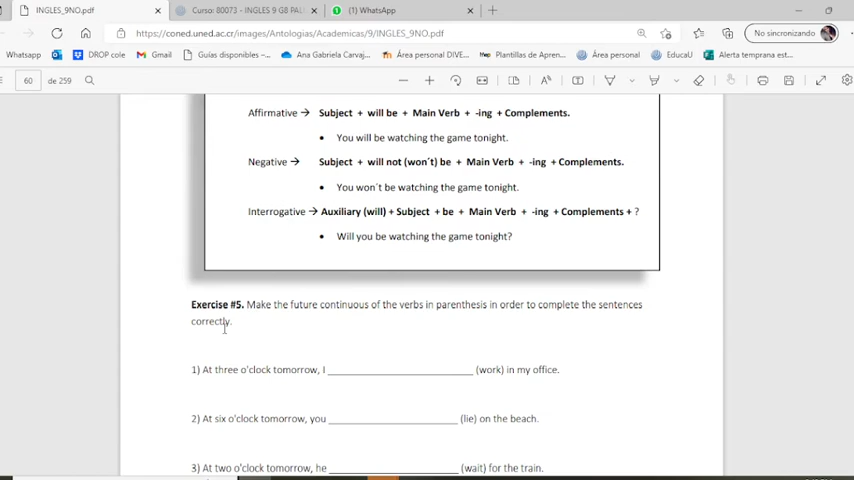 INGLES_9NO.pdf
Curso: 80073 - INGLES 9 G8 PAL
(1) WhatsApp
https://coned.uned.ac.cr/images/Antologias/Academicas/9/INGLES_9NO.pdf
No sincronizando
Whatsapp
DROP cole
Gmail
Guías disponibles –...
Ana Gabriela Carvaj...
Área personal DIVE...
Plantillas de Apren...
Área personal
EducaU
Alerta temprana est...
60 de 259
Affirmative → Subject + will be + Main Verb + -ing + Complements.
• You will be watching the game tonight.
Negative → Subject + will not (won´t) be + Main Verb + -ing + Complements.
• You won´t be watching the game tonight.
Interrogative → Auxiliary (will) + Subject + be + Main Verb + -ing + Complements + ?
• Will you be watching the game tonight?
Exercise #5. Make the future continuous of the verbs in parenthesis in order to complete the sentences
correctly.
1) At three o'clock tomorrow, I ______________________ (work) in my office.
2) At six o'clock tomorrow, you ____________________ (lie) on the beach.
3) At two o'clock tomorrow, he ____________________ (wait) for the train.